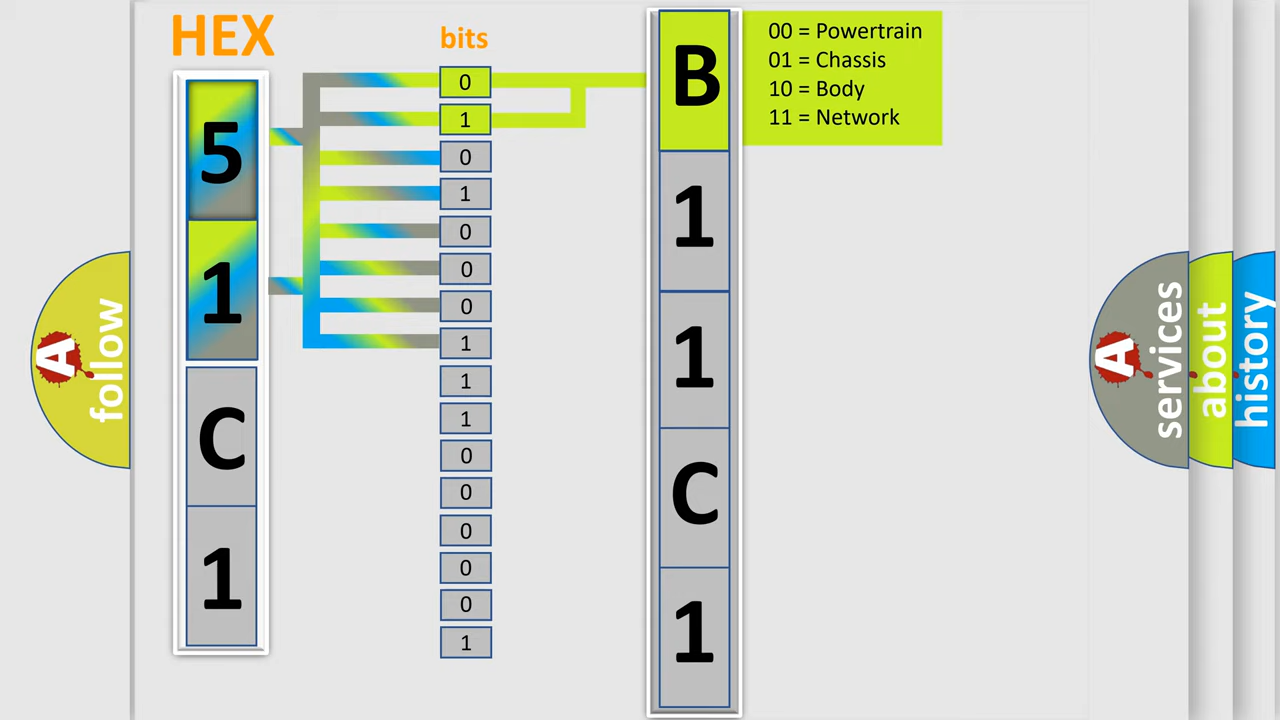 HEX
bits
5
1
C
1
0
1
0
1
0
0
0
1
1
1
0
0
0
0
0
1
B
1
1
C
1
00 = Powertrain
01 = Chassis
10 = Body
11 = Network
A
follow
A
services
about
history